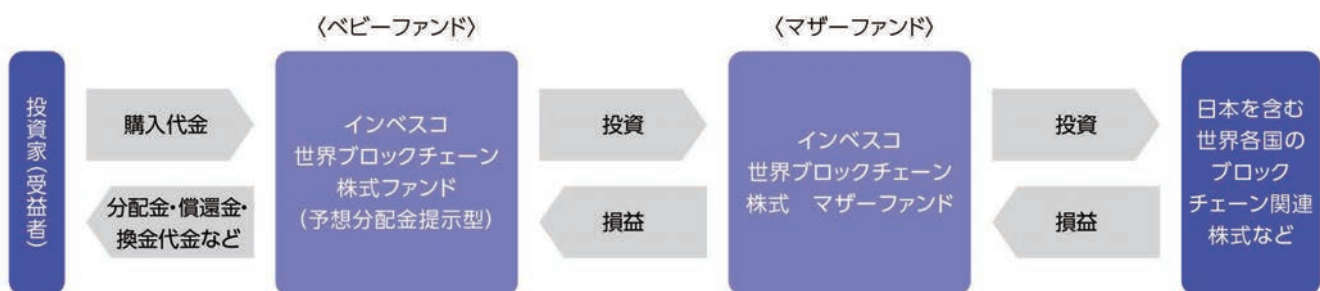 〈ベビーファンド〉
〈マザーファンド〉
投資家(受益者)
購入代金
分配金・償還金・
換金代金など
インベスコ
世界ブロックチェーン
株式ファンド
(予想分配金提示型)
投資
損益
インベスコ
世界ブロックチェーン
株式　マザーファンド
投資
損益
日本を含む
世界各国の
ブロック
チェーン関連
株式など